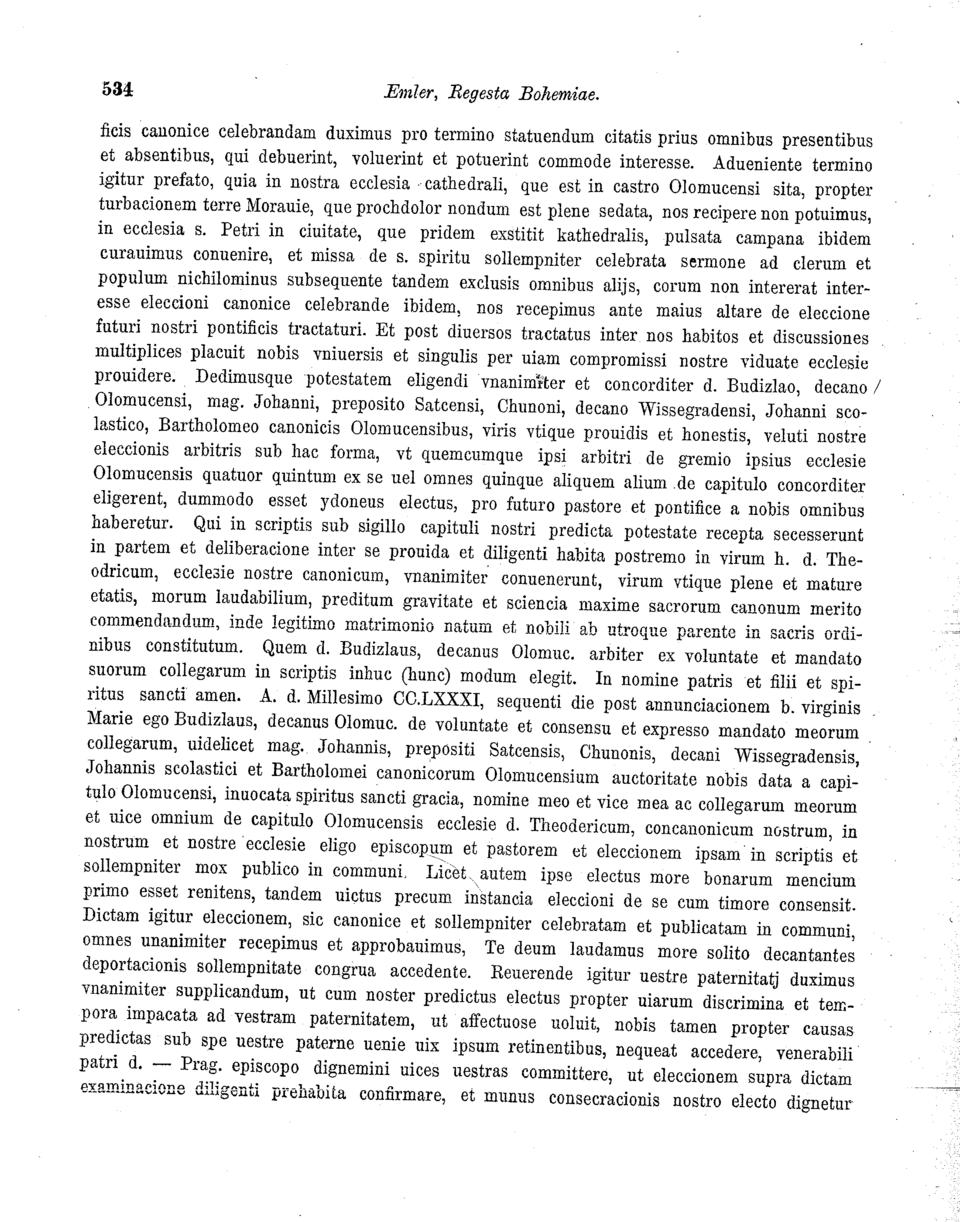 534
Emler, Regesta Bohemiae.
ficis canonice celebrandam duximus pro termino statuendum citatis prius omnibus presentibus
et absentibus, qui debuerint, voluerint et potuerint commode interesse. Adueniente termino
igitur prefato, quia in nostra ecclesia cathedrali, que est in castro Olomucensi sita, propter
turbacionem terre Morauie, que prochdolor nondum est plene sedata, nos recipere non potuimus,
in ecclesia s. Petri in ciuitate, que pridem exstitit kathedralis, pulsata campana ibidem
curauimus conuenire, et missa de s. spiritu sollempniter celebrata sermone ad clerum et
populum nichilominus subsequente tandem exclusis omnibus alijs, corum non intererat inter-
esse eleccioni canonice celebrande ibidem, nos recepimus ante maius altare de eleccione
futuri nostri pontificis tractaturi. Et post diuersos tractatus inter nos habitos et discussiones
multiplices placuit nobis vniuersis et singulis per uiam compromissi nostre viduate ecclesie
prouidere. Dedimusque potestatem eligendi vnanimiter et concorditer d. Budizlao, decano /
Olomucensi, mag. Johanni, preposito Satcensi, Chunoni, decano Wissegradensi, Johanni sco-
lastico, Bartholomeo canonicis Olomucensibus, viris vtique prouidis et honestis, veluti nostre
eleccionis arbitris sub hac forma, vt quemcumque ipsi arbitri de gremio ipsius ecclesie
Olomucensis quatuor quintum ex se uel omnes quinque aliquem alium de capitulo concorditer
eligerent, dummodo esset ydoneus electus, pro futuro pastore et pontifice a nobis omnibus
haberetur. Qui in scriptis sub sigillo capituli nostri predicta potestate recepta secesserunt
in partem et deliberacione inter se prouida et diligenti habita postremo in virum h. d. The-
odricum, ecclesie nostre canonicum, vnanimiter conuenerunt, virum vtique plene et mature
etatis, morum laudabilium, preditum gravitate et sciencia maxime sacrorum canonum merito
commendandum, inde legitimo matrimonio natum et nobili ab utroque parente in sacris ordi-
nibus constitutum. Quem d. Budizlaus, decanus Olomuc. arbiter ex voluntate et mandato
suorum collegarum in scriptis inhuc (hunc) modum elegit. In nomine patris et filii et spi-
ritus sancti amen. A. d. Millesimo CC.LXXXI, sequenti die post annunciacionem b. virginis
Marie ego Budizlaus, decanus Olomuc. de voluntate et consensu et expresso mandato meorum
collegarum, uidelicet mag. Johannis, prepositi Satcensis, Chunonis, decani Wissegradensis,
Johannis scolastici et Bartholomei canonicorum Olomucensium auctoritate nobis data a capi-
tulo Olomucensi, inuocata spiritus sancti gracia, nomine meo et vice mea ac collegarum meorum
et uice omnium de capitulo Olomucensis ecclesie d. Theodericum, concanonicum nostrum, in
nostrum et nostre ecclesie eligo episcopum et pastorem et eleccionem ipsam in scriptis et
sollempniter mox publico in communi. Licet autem ipse electus more bonarum mencium
primo esset renitens, tandem uictus precum instancia eleccioni de se cum timore consensit.
Dictam igitur eleccionem, sic canonice et sollempniter celebratam et publicatam in communi,
omnes unanimiter recepimus et approbauimus, Te deum laudamus more solito decantantes
deportacionis sollempnitate congrua accedente. Reuerende igitur uestre paternitatj duximus
vnanimiter supplicandum, ut cum noster predictus electus propter uiarum discrimina et tem-
pora impacata ad vestram paternitatem, ut affectuose uoluit, nobis tamen propter causas
predictas sub spe uestre paterne uenie uix ipsum retinentibus, nequeat accedere, venerabili
patri d. — Prag. episcopo dignemini uices uestras committere, ut eleccionem supra dictam
examinacione diligenti prehabita confirmare, et munus consecracionis nostro electo dignetur